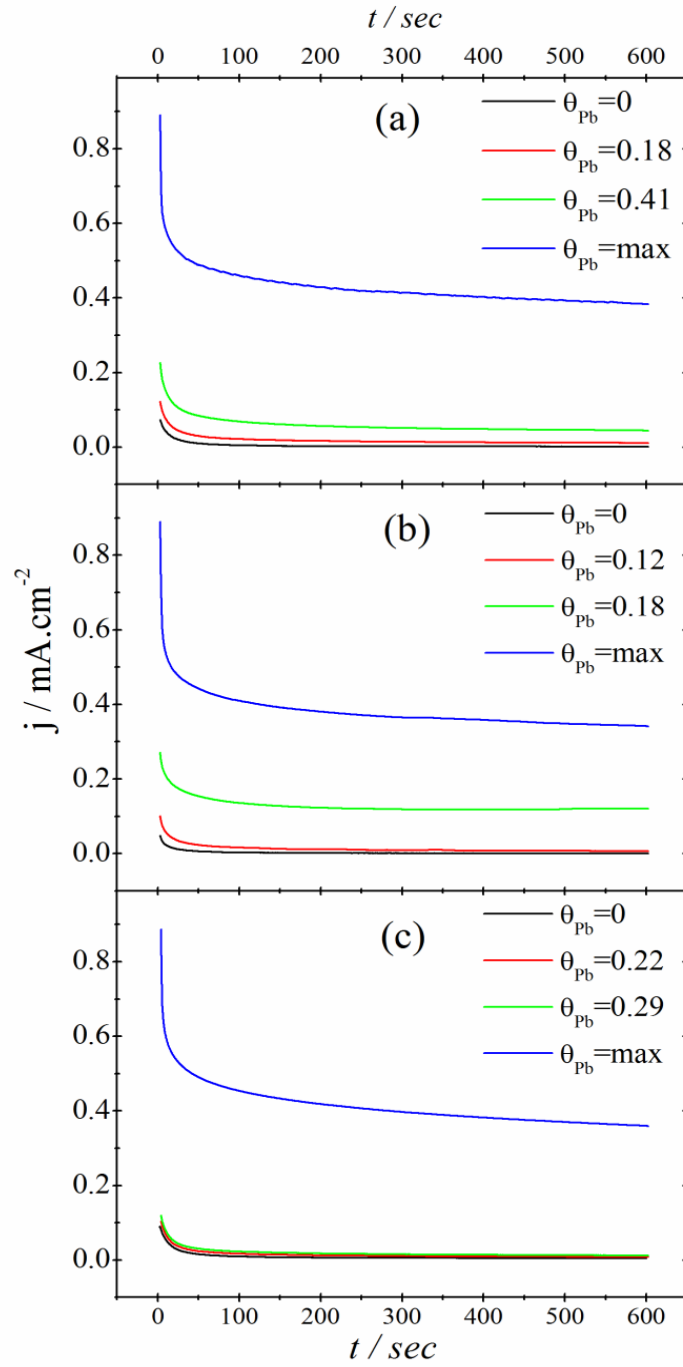 t / sec
0 100 200 300 400 500 600
(a)
θPb=0
θPb=0.18
θPb=0.41
θPb=max
0.8
0.6
0.4
0.2
0.0
(b)
θPb=0
θPb=0.12
θPb=0.18
θPb=max
0.8
0.6
0.4
0.2
0.0
j / mA.cm-2
(c)
θPb=0
θPb=0.22
θPb=0.29
θPb=max
0.8
0.6
0.4
0.2
0.0
0 100 200 300 400 500 600
t / sec